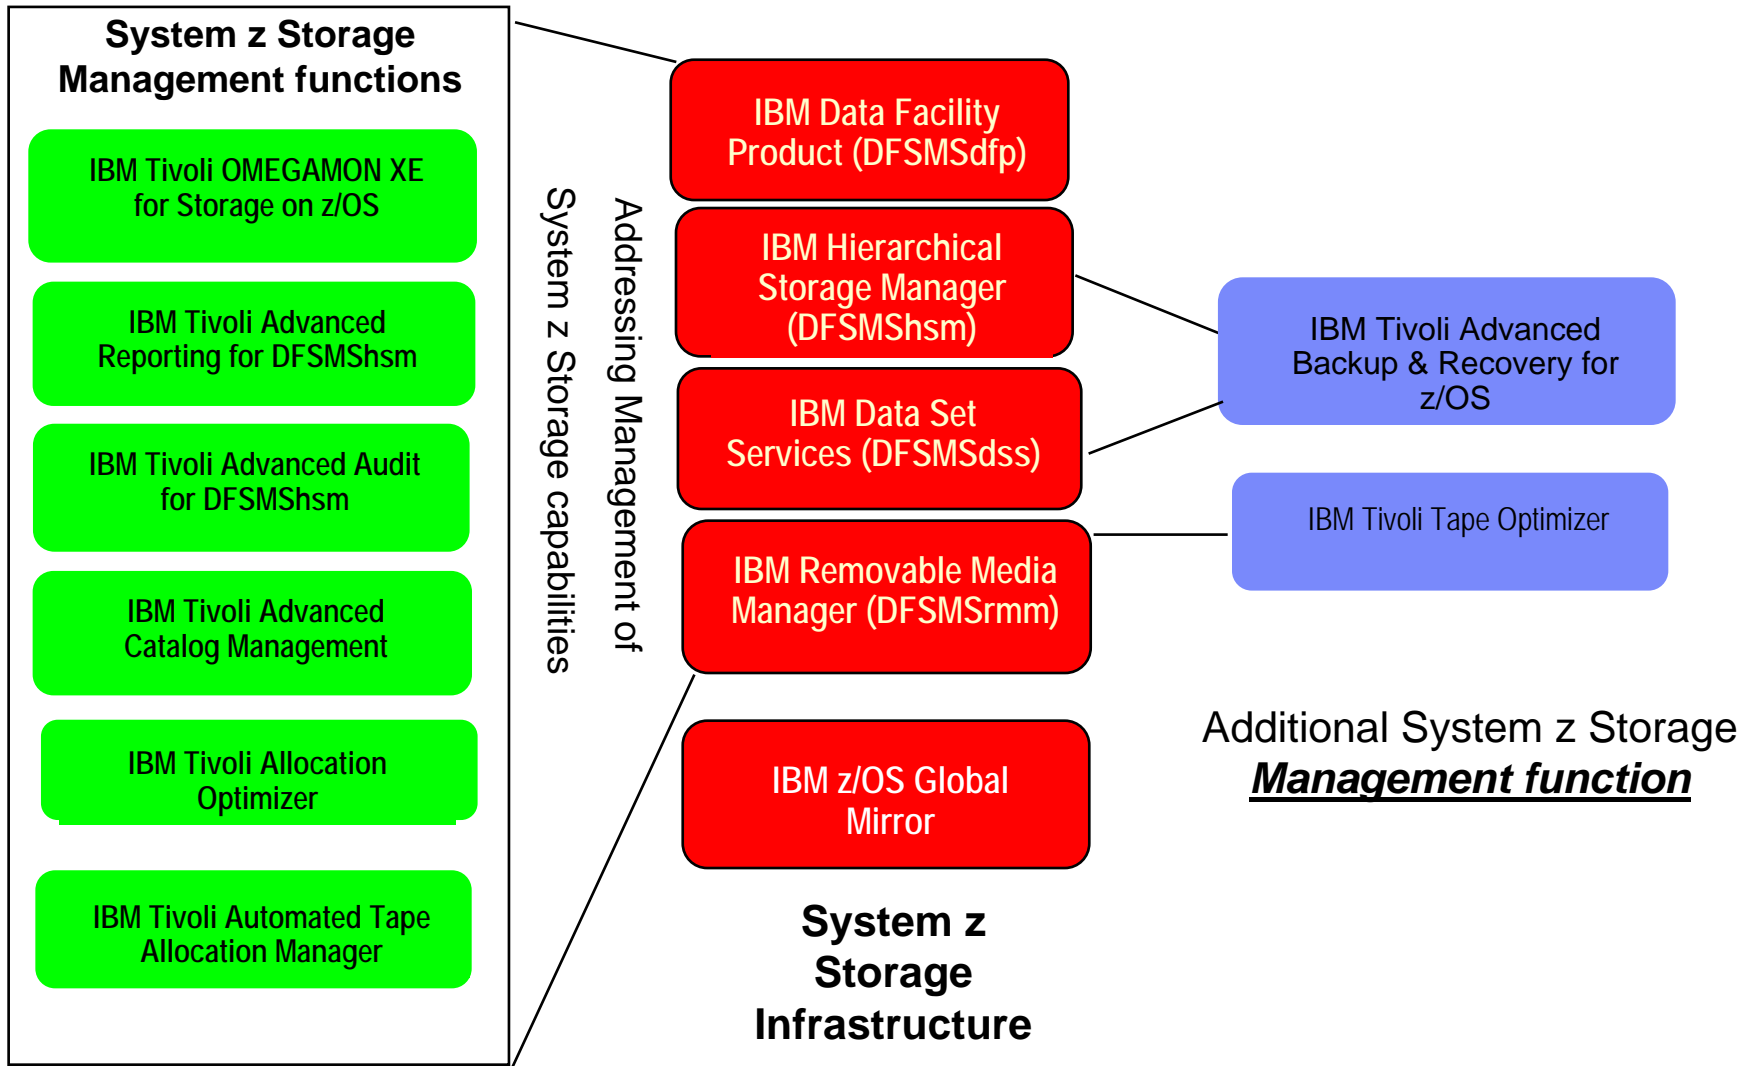 System z Storage
Management functions
IBM Tivoli OMEGAMON XE
for Storage on z/OS
IBM Tivoli Advanced
Reporting for DFSMShsm
IBM Tivoli Advanced Audit
for DFSMShsm
IBM Tivoli Advanced
Catalog Management
IBM Tivoli Allocation
Optimizer
IBM Tivoli Automated Tape
Allocation Manager
Addressing Management of
System z Storage capabilities
IBM Data Facility
Product (DFSMSdfp)
IBM Hierarchical
Storage Manager
(DFSMShsm)
IBM Data Set
Services (DFSMSdss)
IBM Removable Media
Manager (DFSMSrmm)
IBM z/OS Global
Mirror
System z
Storage
Infrastructure
IBM Tivoli Advanced
Backup & Recovery for
z/OS
IBM Tivoli Tape Optimizer
Additional System z Storage
Management function